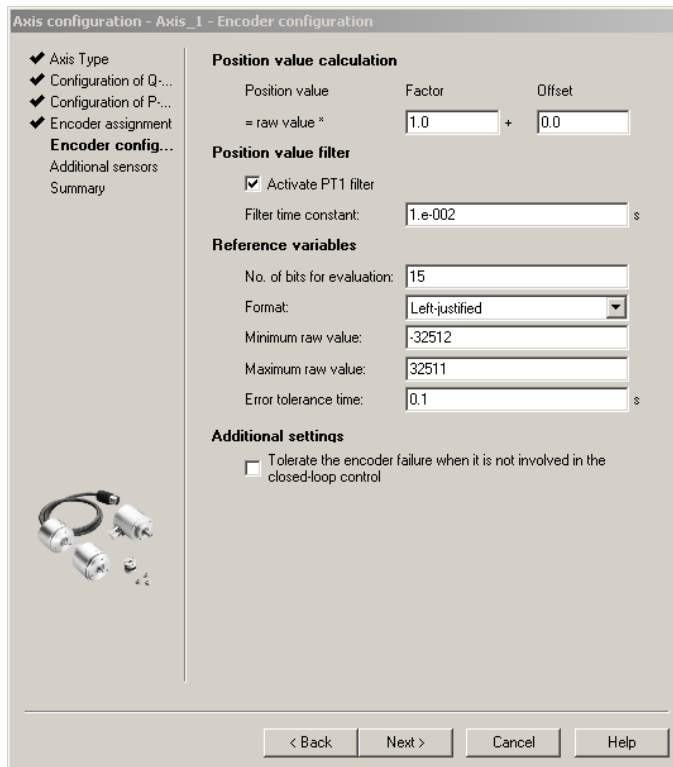 Axis configuration - Axis_1 - Encoder configuration
Axis Type
Configuration of Q-...
Configuration of P-...
Encoder assignment
Encoder config...
Additional sensors
Summary
Position value calculation
Position value Factor Offset
= raw value * 1.0 + 0.0
Position value filter
Activate PT1 filter
Filter time constant: 1.e-002 s
Reference variables
No. of bits for evaluation: 15
Format: Left-justified
Minimum raw value: -32512
Maximum raw value: 32511
Error tolerance time: 0.1 s
Additional settings
Tolerate the encoder failure when it is not involved in the
closed-loop control
< Back Next > Cancel Help